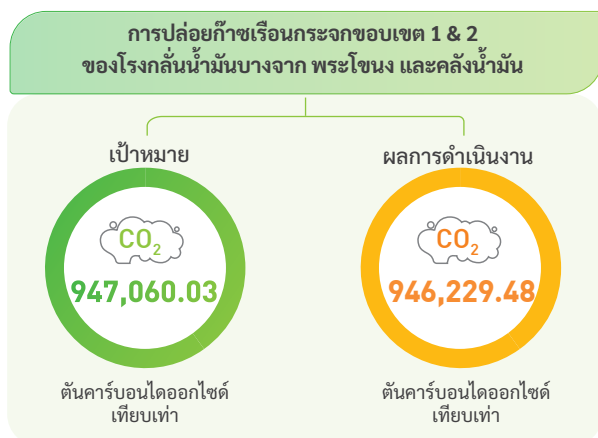 การปล่อยก๊าซเรือนกระจกขอบเขต 1 & 2
ของโรงกลั่นน้ำมันบางจาก พระโขนง และคลังน้ำมัน
เป้าหมาย
CO2
947,060.03
ตันคาร์บอนไดออกไซด์
เทียบเท่า
ผลการดำเนินงาน
CO2
946,229.48
ตันคาร์บอนไดออกไซด์
เทียบเท่า